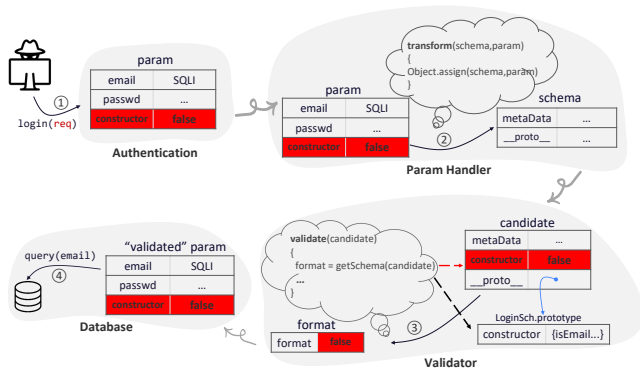 param
email SQLI
passwd ...
constructor false
①
login(req)
Authentication
transform(schema,param)
{
Object.assign(schema,param)
}
param
email SQLI
passwd ...
constructor false
②
schema
metaData ...
__proto__ ...
Param Handler
candidate
metaData ...
constructor false
__proto__
validate(candidate)
{
format = getSchema(candidate)
...
}
LoginSch.prototype
constructor {isEmail...}
③
format
format false
Validator
query(email)
④
“validated” param
email SQLI
passwd ...
constructor false
Database